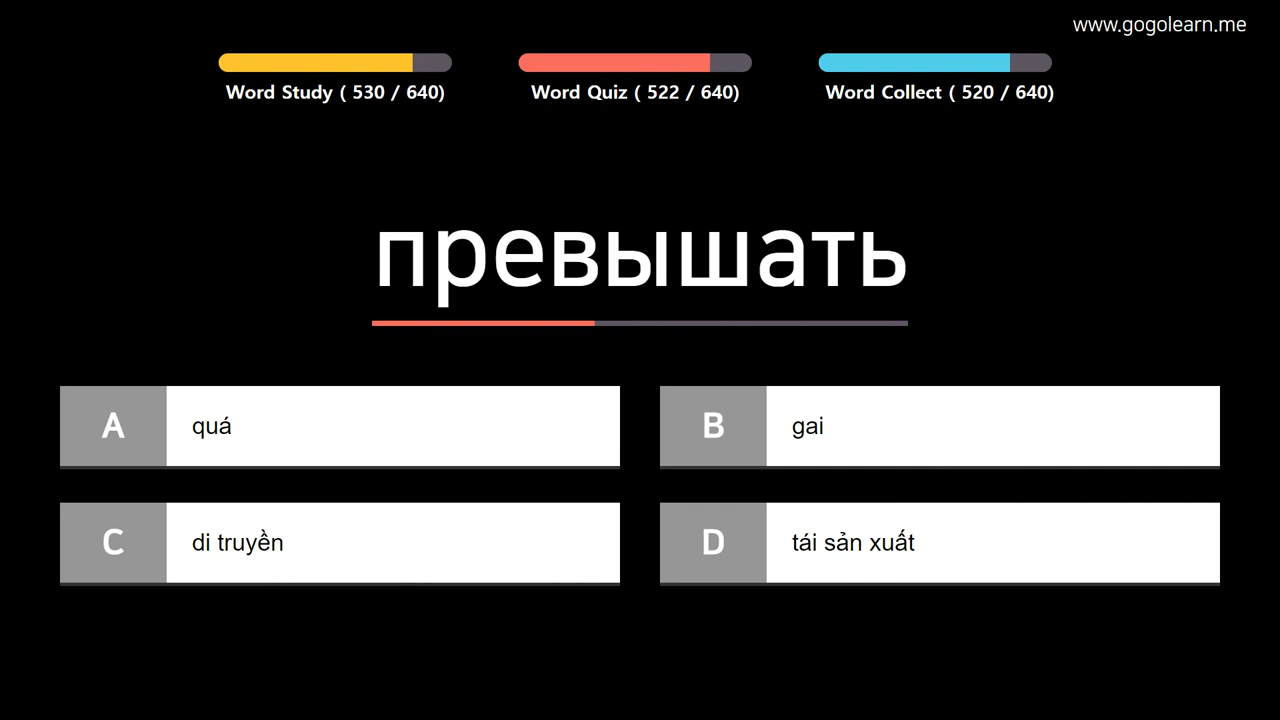 www.gogolearn.me
Word Study ( 530 / 640)
Word Quiz ( 522 / 640)
Word Collect ( 520 / 640)
превышать
A quá
B gai
C di truyền
D tái sản xuất